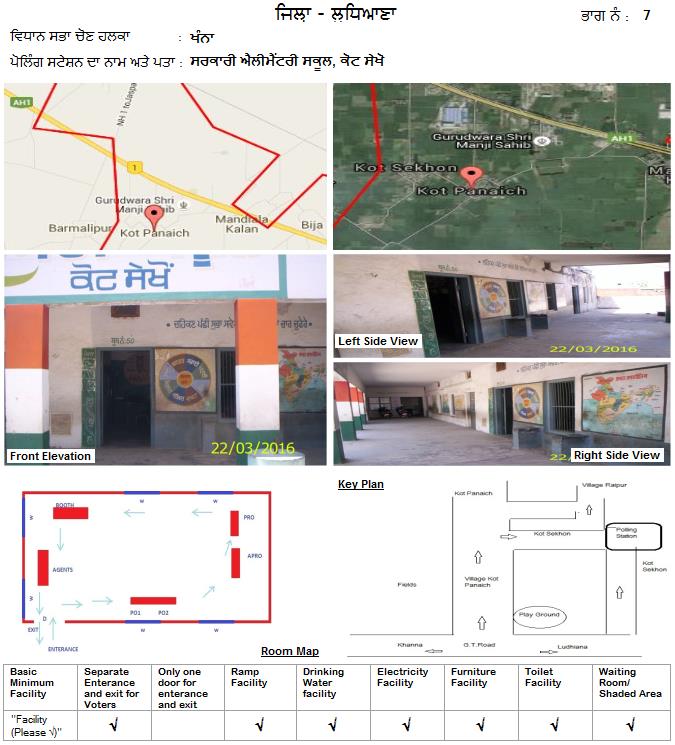 ਜਿਲ੍ਹਾ - ਲੁਧਿਆਣਾ
ਭਾਗ ਨੰ : 7
ਵਿਧਾਨ ਸਭਾ ਚੋਣ ਹਲਕਾ : ਖੰਨਾ
ਪੋਲਿੰਗ ਸਟੇਸ਼ਨ ਦਾ ਨਾਮ ਅਤੇ ਪਤਾ : ਸਰਕਾਰੀ ਐਲੀਮੈਂਟਰੀ ਸਕੂਲ, ਕੋਟ ਸੇਖੋ
AH1
NH 1
1
Gurudwara Shri
Manji Sahib
Barmalipur
Kot Panaich
Mandiala
Kalan
Bija
Gurudwara Shri
Manji Sahib
AH1
Kot Sekhon
Kot Panaich
ਕੋਟ ਸੇਖੋਂ
22/03/2016
Front Elevation
Left Side View
22/03/2016
Right Side View
Key Plan
BOOTH
W
W
PRO
W
AGENTS
APRO
W
PO1 PO2
D
EXIT
W
W
ENTERANCE
Room Map
Kot Panaich
Village Raipur
Kot Sekhon
Polling
Station
Kot
Sekhon
Fields
Village Kot
Panaich
Play Ground
Khanna
G.T.Road
Ludhiana
Basic Minimum Facility
Separate Enterance and exit for Voters
Only one door for enterance and exit
Ramp Facility
Drinking Water facility
Electricity Facility
Furniture Facility
Toilet Facility
Waiting Room/ Shaded Area
"Facility (Please √)"
√ √ √ √ √ √ √